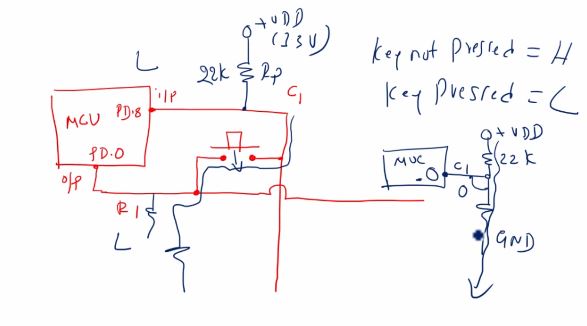 +VDD
(3.3V)
22k Rp
L
i/p
C1
MCU PD.8
PD.0
o/p
R1
L
Key not Pressed = H
Key Pressed = L
+VDD
22K
MUC
.0
C1
0
GND